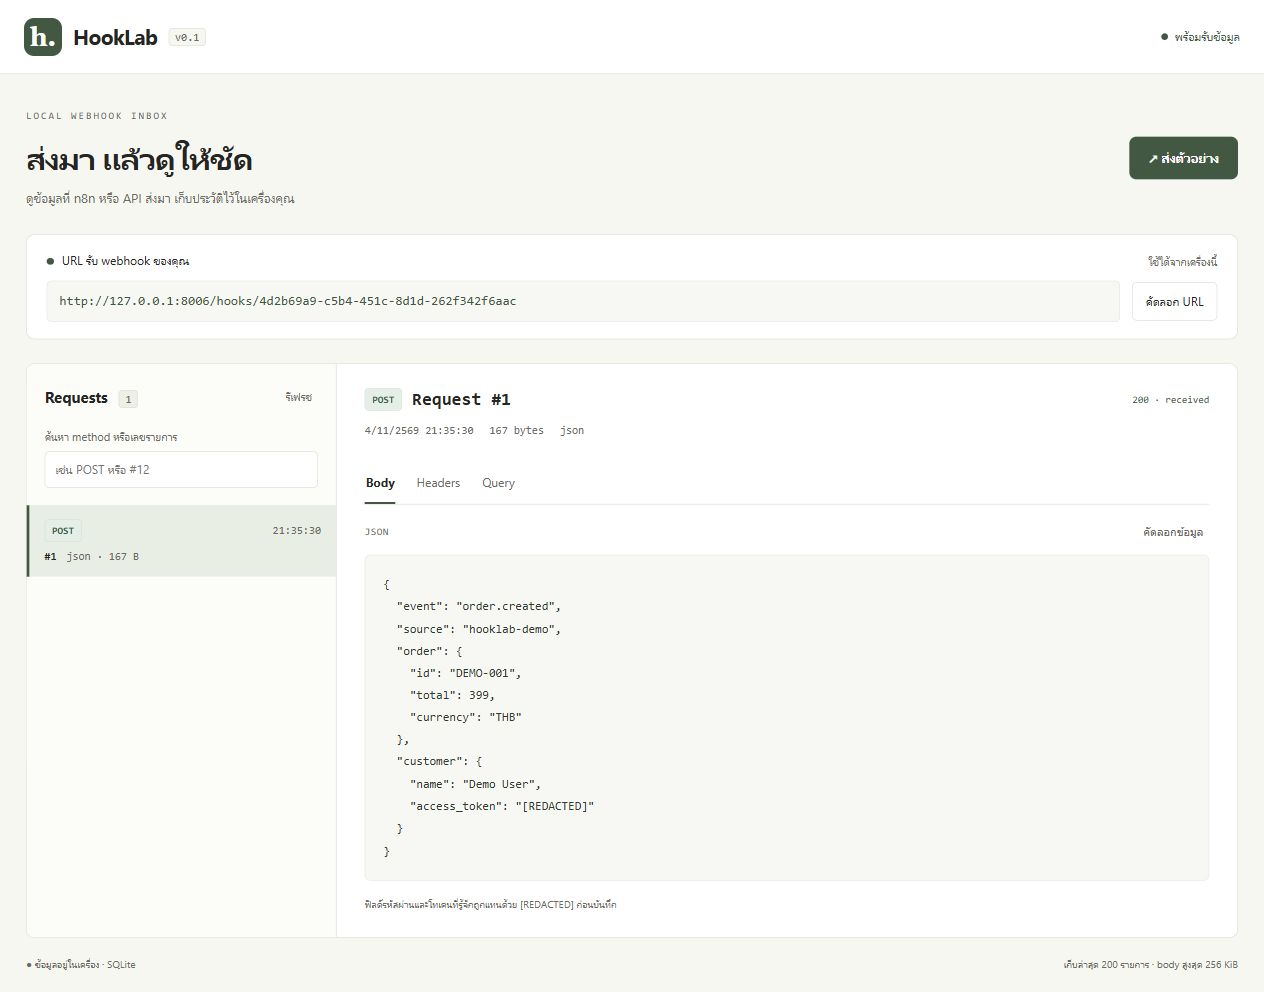 h. HookLab v0.1
พร้อมรับข้อมูล
LOCAL WEBHOOK INBOX
ส่งมา แล้วดูให้ชัด
↗ ส่งตัวอย่าง
ดูข้อมูลที่ n8n หรือ API ส่งมา เก็บประวัติไว้ในเครื่องคุณ
URL รับ webhook ของคุณ
ใช้ได้จากเครื่องนี้
http://127.0.0.1:8006/hooks/4d2b69a9-c5b4-451c-8d1d-262f342f6aac
คัดลอก URL
Requests 1
รีเฟรช
ค้นหา method หรือเลขรายการ
เช่น POST หรือ #12
POST 21:35:30
#1 json · 167 B
POST Request #1
200 · received
4/11/2569 21:35:30 167 bytes json
Body Headers Query
JSON
คัดลอกข้อมูล
{
"event": "order.created",
"source": "hooklab-demo",
"order": {
"id": "DEMO-001",
"total": 399,
"currency": "THB"
},
"customer": {
"name": "Demo User",
"access_token": "[REDACTED]"
}
}
ฟิลด์รหัสผ่านและโทเคนที่รู้จักถูกแทนด้วย [REDACTED] ก่อนบันทึก
● ข้อมูลอยู่ในเครื่อง · SQLite
เก็บล่าสุด 200 รายการ · body สูงสุด 256 KiB